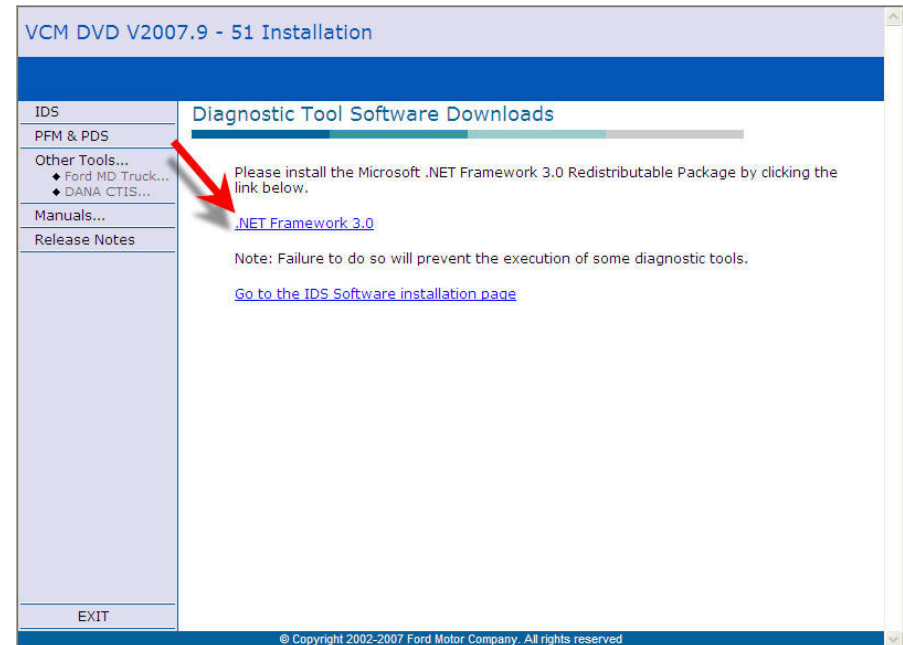 VCM DVD V2007.9 - 51 Installation
IDS
PFM & PDS
Other Tools...
◆ Ford MD Truck...
◆ DANA CTIS...
Manuals...
Release Notes
EXIT
Diagnostic Tool Software Downloads
Please install the Microsoft .NET Framework 3.0 Redistributable Package by clicking the
link below.
.NET Framework 3.0
Note: Failure to do so will prevent the execution of some diagnostic tools.
Go to the IDS Software installation page
© Copyright 2002-2007 Ford Motor Company. All rights reserved